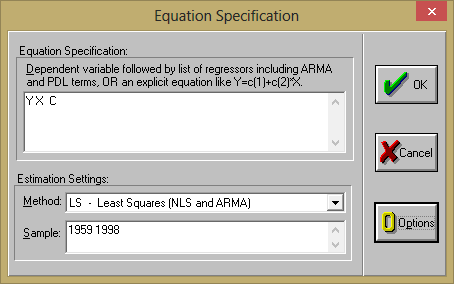 Equation Specification
Equation Specification:
Dependent variable followed by list of regressors including ARMA
and PDL terms, OR an explicit equation like Y=c(1)+c(2)*X.
Y X C
OK
Cancel
Estimation Settings:
Method: LS - Least Squares (NLS and ARMA)
Sample: 1959 1998
Options